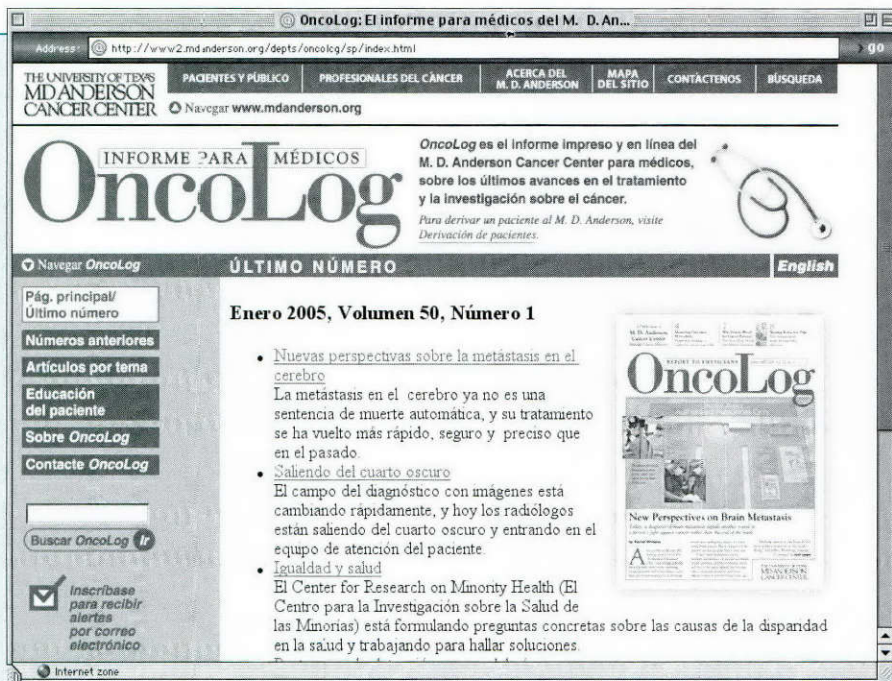 OncoLog: El informe para médicos del M. D. An...
Address: http://www2.mdanderson.org/depts/oncolog/sp/index.html
go
THE UNIVERSITY OF TEXAS
MD ANDERSON
CANCER CENTER
PACIENTES Y PÚBLICO
PROFESIONALES DEL CÁNCER
ACERCA DEL
M. D. ANDERSON
MAPA
DEL SITIO
CONTÁCTENOS
BÚSQUEDA
Navegar www.mdanderson.org
INFORME PARA MÉDICOS
OncoLog
OncoLog es el informe impreso y en línea del
M. D. Anderson Cancer Center para médicos,
sobre los últimos avances en el tratamiento
y la investigación sobre el cáncer.
Para derivar un paciente al M. D. Anderson, visite
Derivación de pacientes.
Navegar OncoLog
ÚLTIMO NÚMERO
English
Pág. principal/
Último número
Números anteriores
Artículos por tema
Educación
del paciente
Sobre OncoLog
Contacte OncoLog
Buscar OncoLog Ir
Inscríbase
para recibir
alertas
por correo
electrónico
Enero 2005, Volumen 50, Número 1
• Nuevas perspectivas sobre la metástasis en el
cerebro
La metástasis en el cerebro ya no es una
sentencia de muerte automática, y su tratamiento
se ha vuelto más rápido, seguro y preciso que
en el pasado.
• Saliendo del cuarto oscuro
El campo del diagnóstico con imágenes está
cambiando rápidamente, y hoy los radiólogos
están saliendo del cuarto oscuro y entrando en el
equipo de atención del paciente.
• Igualdad y salud
El Center for Research on Minority Health (El
Centro para la Investigación sobre la Salud de
las Minorías) está formulando preguntas concretas sobre las causas de la disparidad
en la salud y trabajando para hallar soluciones.
REPORT TO PHYSICIANS
OncoLog
New Perspectives on Brain Metastasis
MD ANDERSON
CANCER CENTER
Internet zone